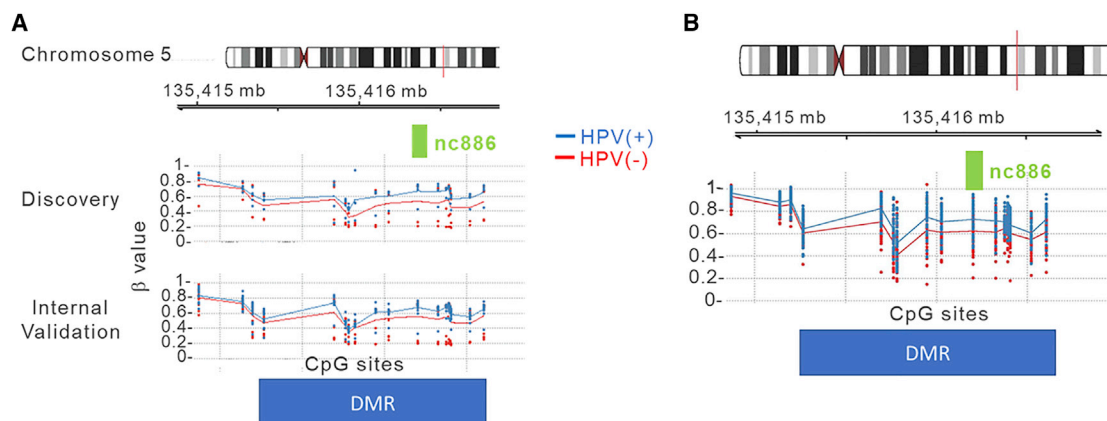 A
Chromosome 5
135,415 mb 135,416 mb
nc886
Discovery
β value
1
0.8
0.6
0.4
0.2
0
Internal
Validation
1
0.8
0.6
0.4
0.2
0
CpG sites
DMR
HPV(+)
HPV(-)
B
135,415 mb 135,416 mb
nc886
1
0.8
0.6
0.4
0.2
0
CpG sites
DMR